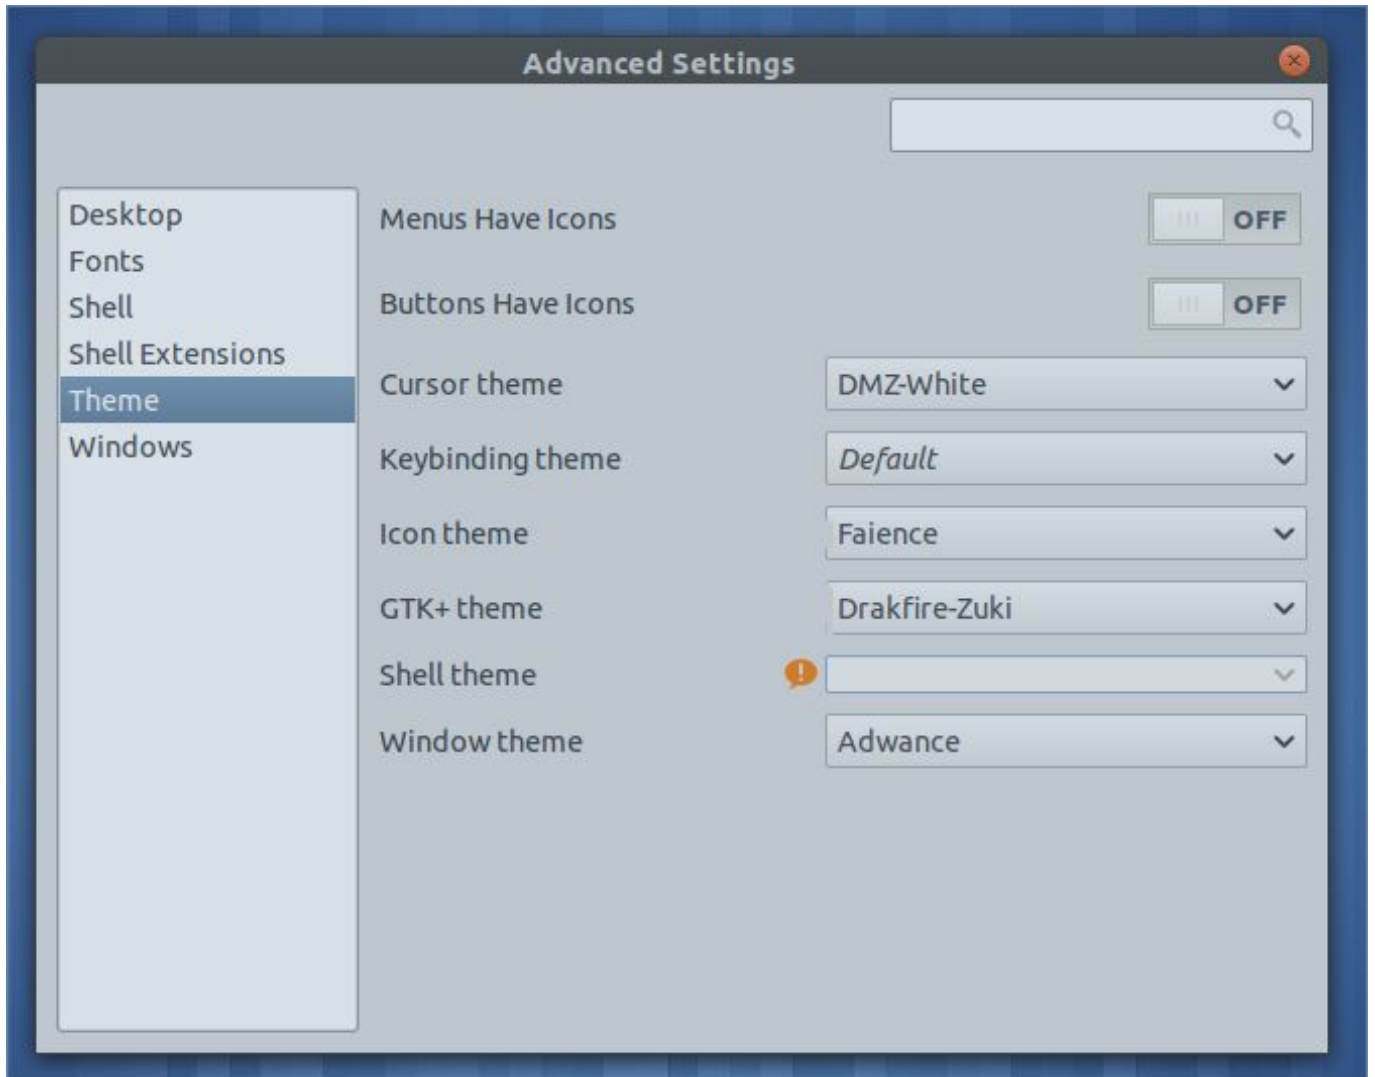 Advanced Settings
Desktop
Fonts
Shell
Shell Extensions
Theme
Windows
Menus Have Icons OFF
Buttons Have Icons OFF
Cursor theme DMZ-White
Keybinding theme Default
Icon theme Faience
GTK+ theme Drakfire-Zuki
Shell theme
Window theme Adwance